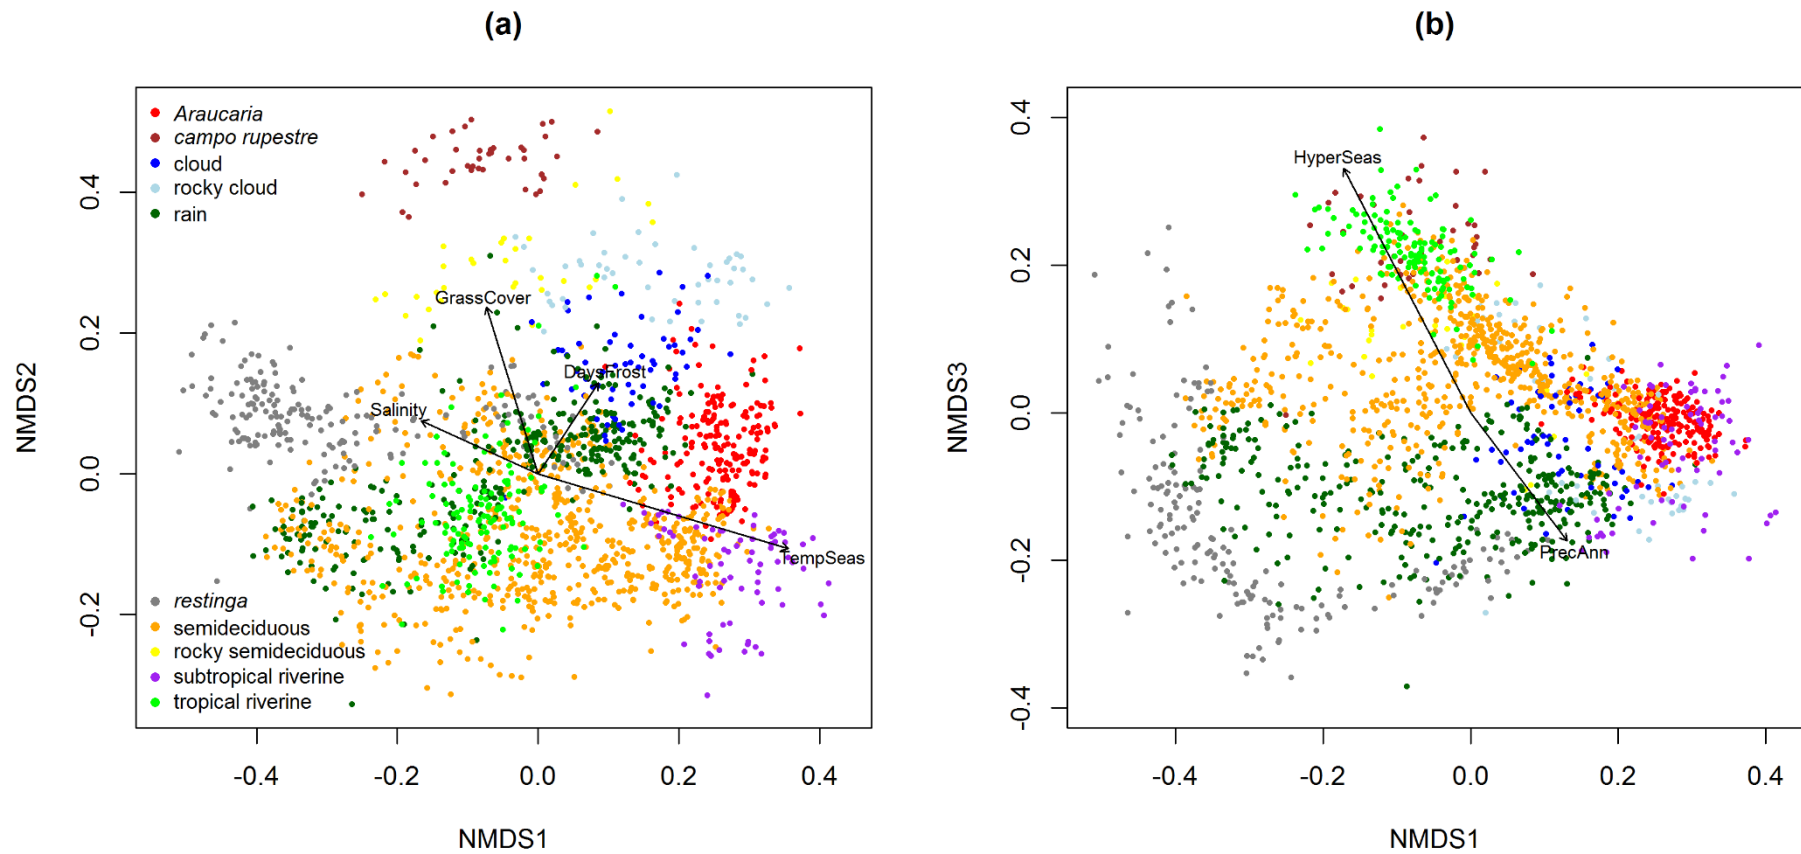 (a)
Araucaria
campo rupestre
cloud
rocky cloud
rain
GrassCover
DaysFrost
Salinity
TempSeas
restinga
semideciduous
rocky semideciduous
subtropical riverine
tropical riverine
0.4
0.2
0.0
-0.2
NMDS2
-0.4 -0.2 0.0 0.2 0.4
NMDS1
(b)
HyperSeas
PrecAnn
0.4
0.2
0.0
-0.2
-0.4
NMDS3
-0.4 -0.2 0.0 0.2 0.4
NMDS1